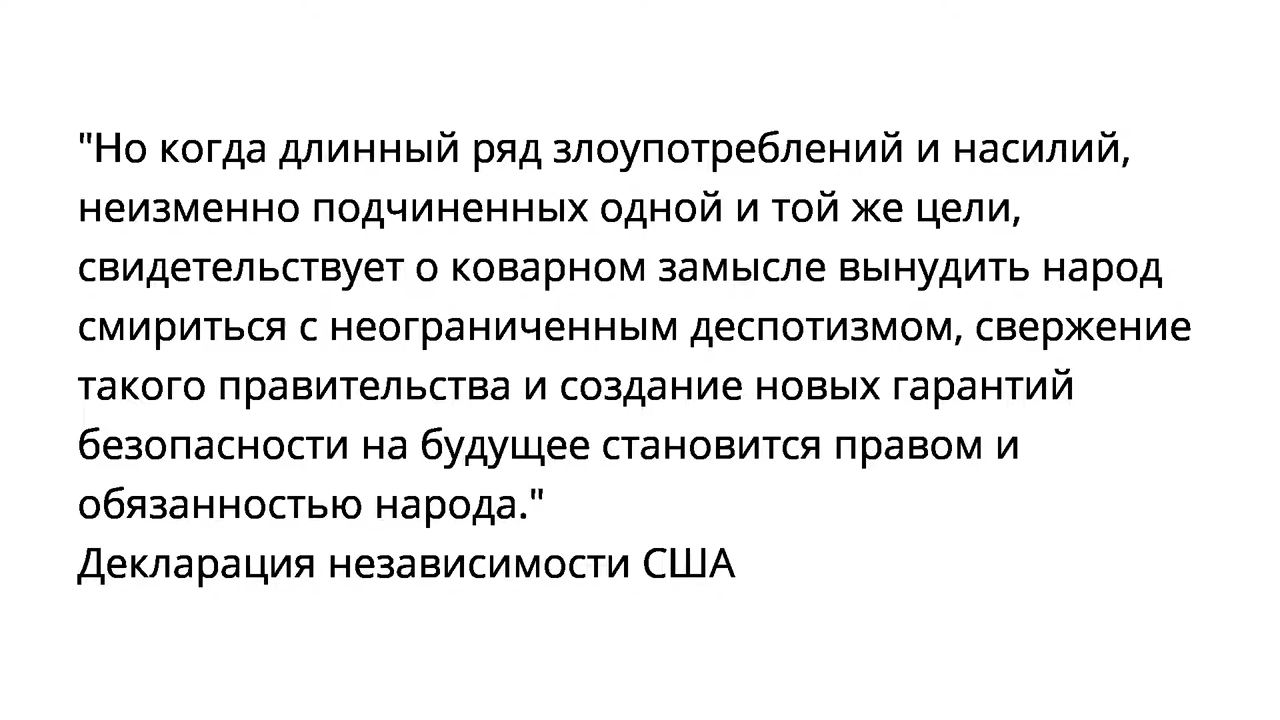 "Но когда длинный ряд злоупотреблений и насилий,
неизменно подчиненных одной и той же цели,
свидетельствует о коварном замысле вынудить народ
смириться с неограниченным деспотизмом, свержение
такого правительства и создание новых гарантий
безопасности на будущее становится правом и
обязанностью народа."
Декларация независимости США